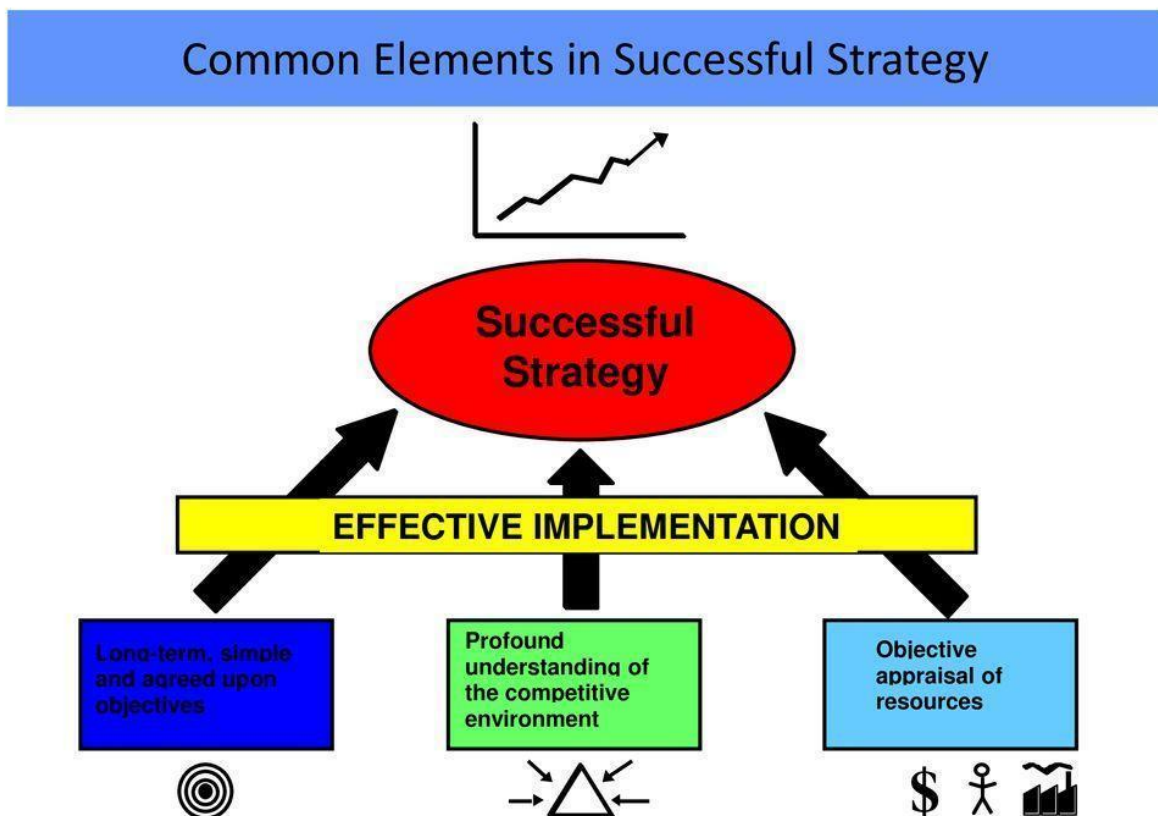 Common Elements in Successful Strategy
Successful
Strategy
EFFECTIVE IMPLEMENTATION
Long-term, simple
and agreed upon
objectives
Profound
understanding of
the competitive
environment
Objective
appraisal of
resources
$